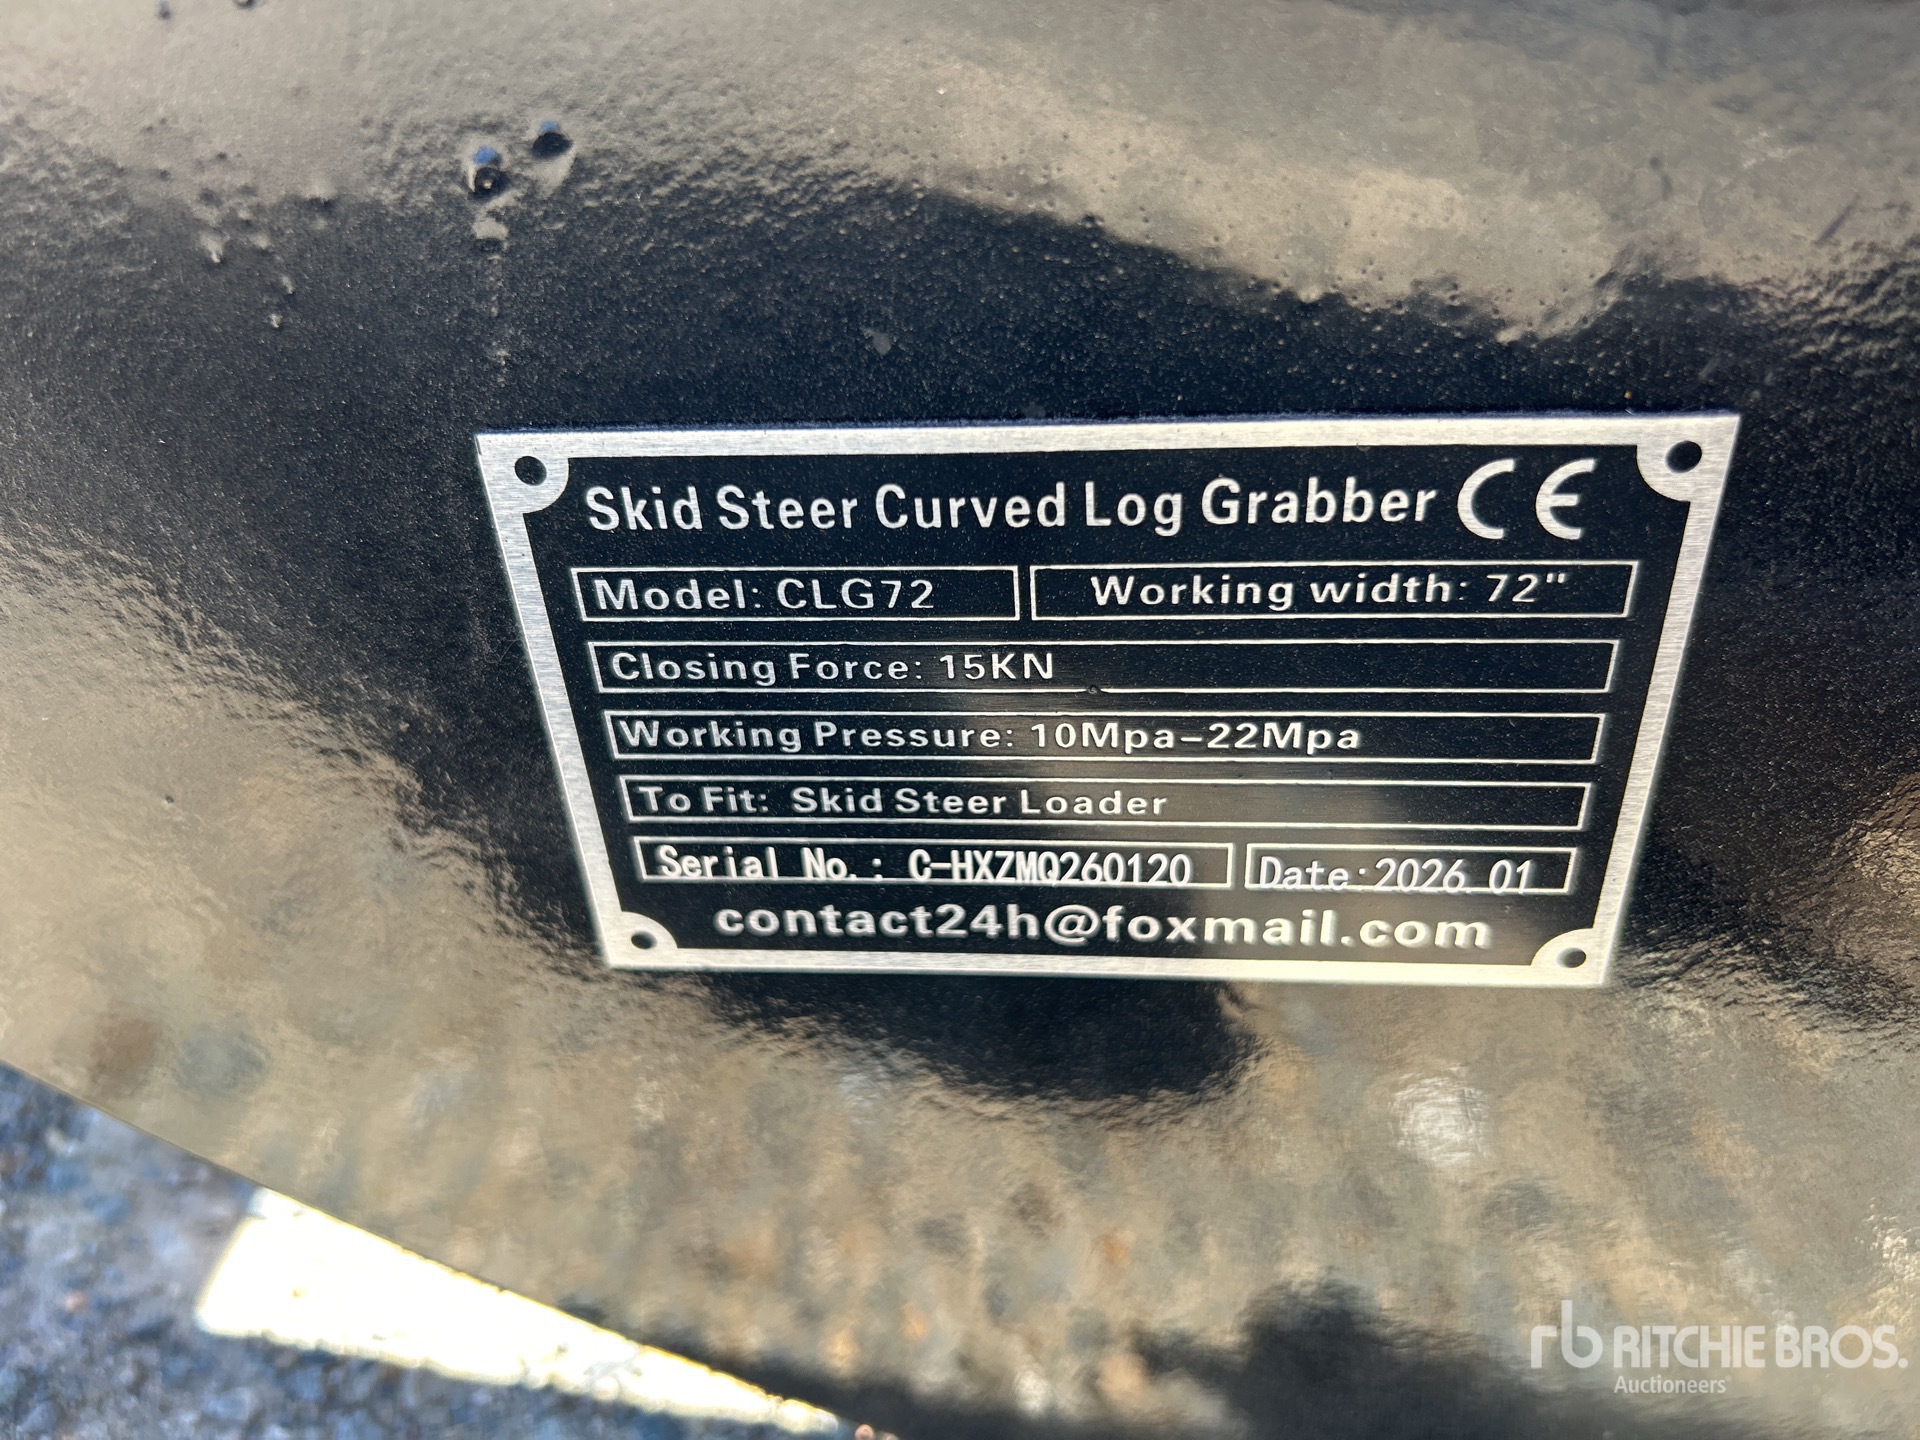 Skid Steer Curved Log Grabber CE
Model: CLG72 Working width: 72"
Closing Force: 15KN
Working Pressure: 10Mpa-22Mpa
To Fit: Skid Steer Loader
Serial No.: C-HXZMQ260120 Date:2026.01
contact24h@foxmail.com
rb RITCHIE BROS.
Auctioneers